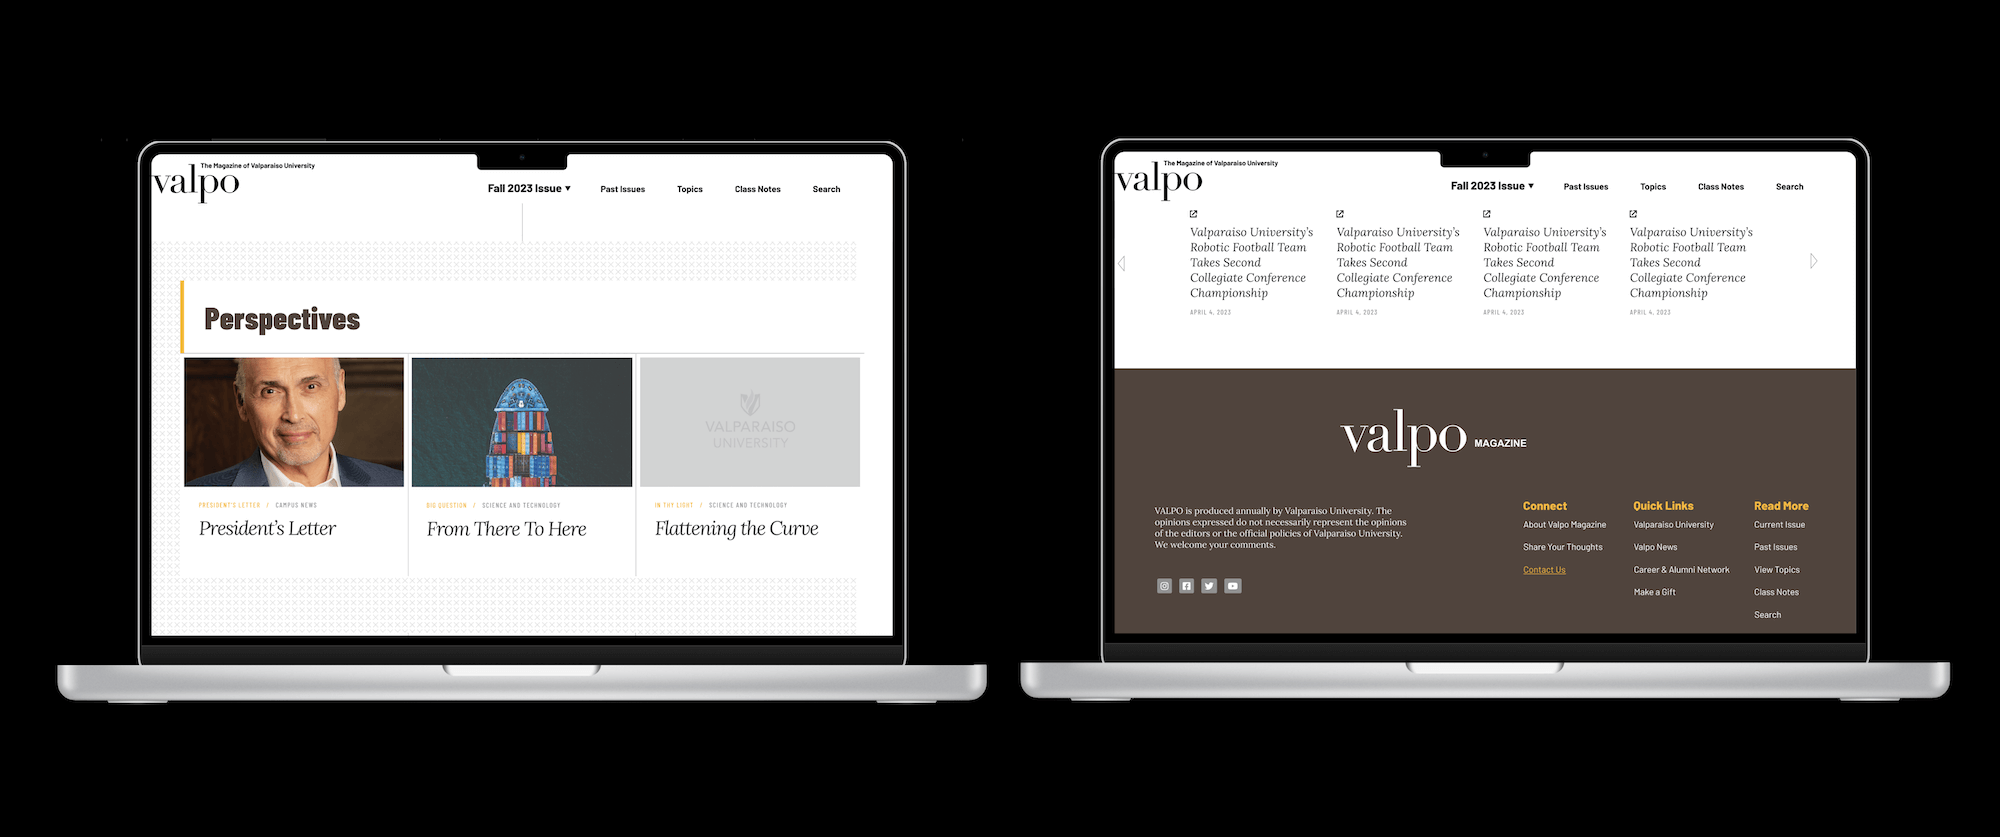 The Magazine of Valparaiso University
valpo
Fall 2023 Issue ▼ Past Issues Topics Class Notes Search
Perspectives
VALPARAISO
UNIVERSITY
PRESIDENT'S LETTER / CAMPUS NEWS
President's Letter
BIG QUESTION / SCIENCE AND TECHNOLOGY
From There To Here
IN THY LIGHT / SCIENCE AND TECHNOLOGY
Flattening the Curve
The Magazine of Valparaiso University
valpo
Fall 2023 Issue ▼ Past Issues Topics Class Notes Search
Valparaiso University's
Robotic Football Team
Takes Second
Collegiate Conference
Championship
APRIL 4, 2023
Valparaiso University's
Robotic Football Team
Takes Second
Collegiate Conference
Championship
APRIL 4, 2023
Valparaiso University's
Robotic Football Team
Takes Second
Collegiate Conference
Championship
APRIL 4, 2023
Valparaiso University's
Robotic Football Team
Takes Second
Collegiate Conference
Championship
APRIL 4, 2023
valpo MAGAZINE
VALPO is produced annually by Valparaiso University. The
opinions expressed do not necessarily represent the opinions
of the editors or the official policies of Valparaiso University.
We welcome your comments.
Connect
About Valpo Magazine
Share Your Thoughts
Contact Us
Quick Links
Valparaiso University
Valpo News
Career & Alumni Network
Make a Gift
Read More
Current Issue
Past Issues
View Topics
Class Notes
Search